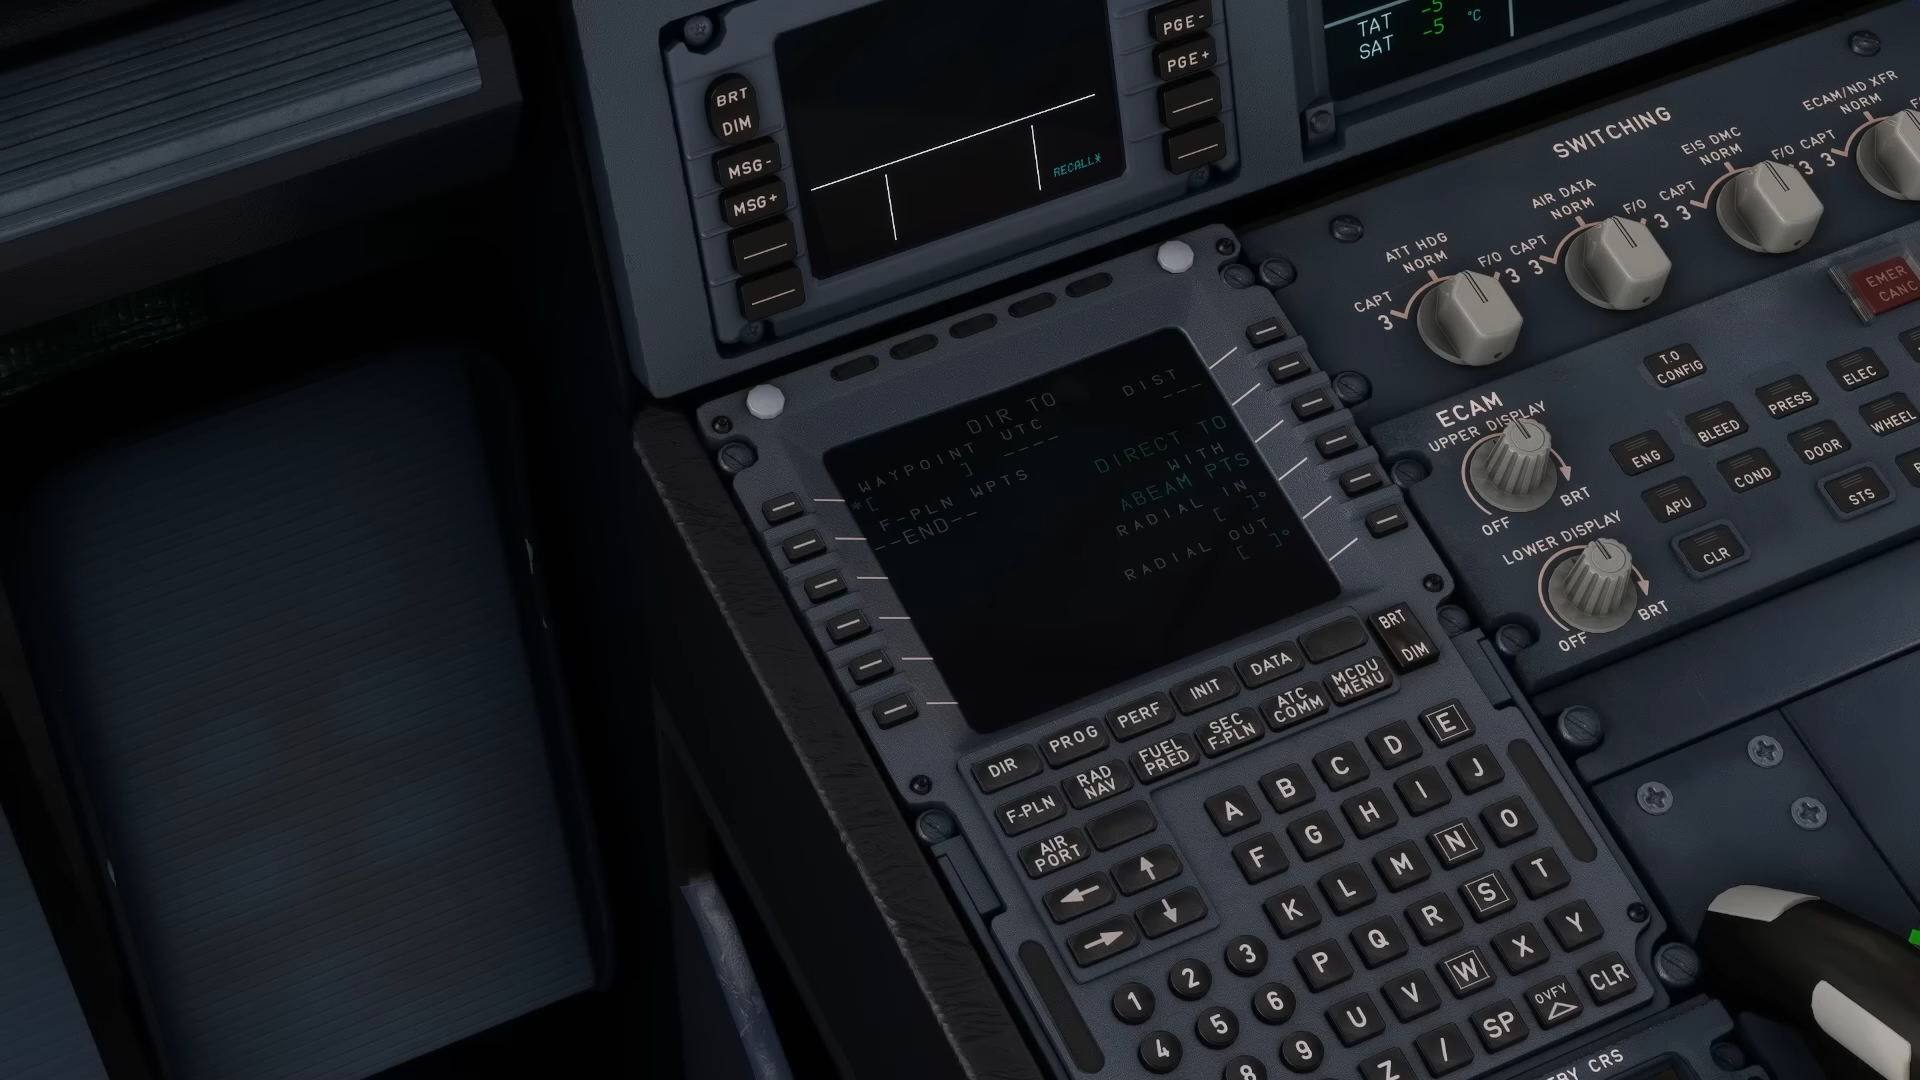 TAT -5 °C
SAT -5
PGE-
PGE+
BRT
DIM
MSG-
MSG+
RECALL*
SWITCHING
ATT HDG
NORM
CAPT
3
F/O
3
AIR DATA
NORM
CAPT
3
F/O
3
EIS DMC
NORM
CAPT
3
F/O
3
ECAM/ND XFR
NORM
CAPT
3
EMER
CANC
DIR TO
WAYPOINT UTC DIST
*[ ] ---- ---
F-PLN WPTS
--END--
DIRECT TO
WITH
ABEAM PTS
RADIAL IN
[ ]°
RADIAL OUT
[ ]°
ECAM
UPPER DISPLAY
OFF BRT
LOWER DISPLAY
OFF BRT
T.O
CONFIG
ENG
BLEED
PRESS
ELEC
APU
COND
DOOR
WHEEL
CLR
STS
DIR
PROG
PERF
INIT
DATA
BRT
DIM
F-PLN
RAD
NAV
FUEL
PRED
SEC
F-PLN
ATC
COMM
MCDU
MENU
AIR
PORT
A B C D E
F G H I J
K L M N O
P Q R S T
U V W X Y
Z / SP OVFY CLR
1 2 3
4 5 6
8 9
CRS